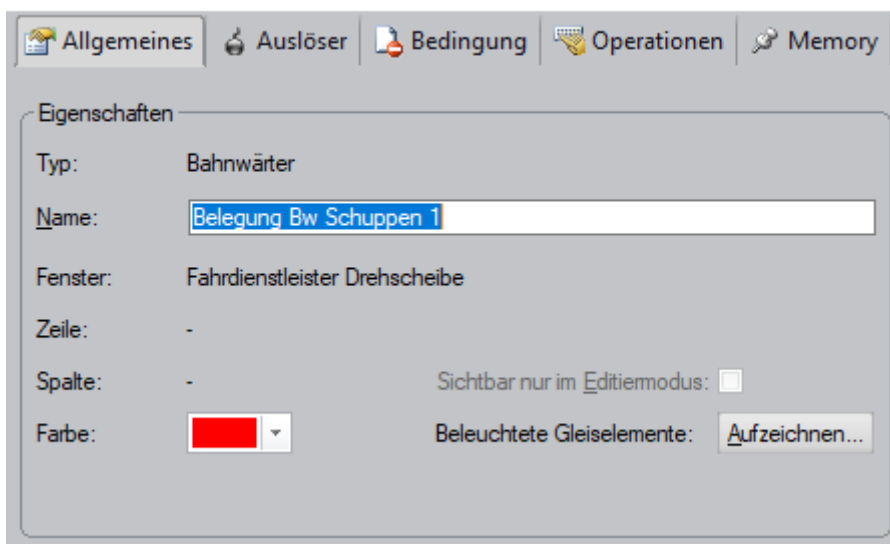 Allgemeines Auslöser Bedingung Operationen Memory
Eigenschaften
Typ: Bahnwärter
Name: Belegung Bw Schuppen 1
Fenster: Fahrdienstleister Drehscheibe
Zeile: -
Spalte: - Sichtbar nur im Editiermodus:
Farbe: Beleuchtete Gleiselemente: Aufzeichnen...